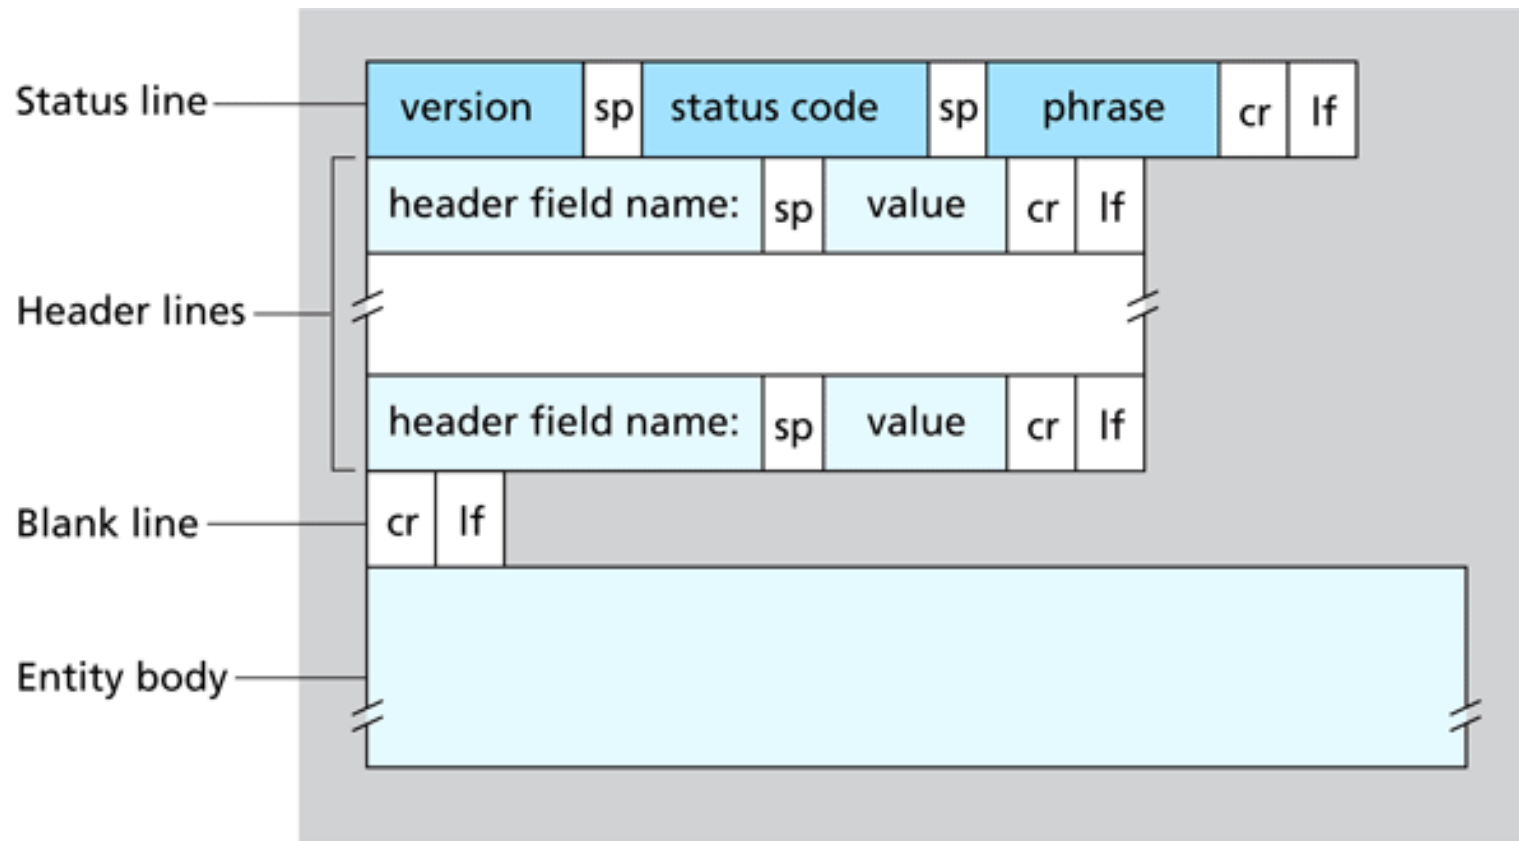 Status line version sp status code sp phrase cr lf
header field name: sp value cr lf
Header lines
header field name: sp value cr lf
Blank line cr lf
Entity body